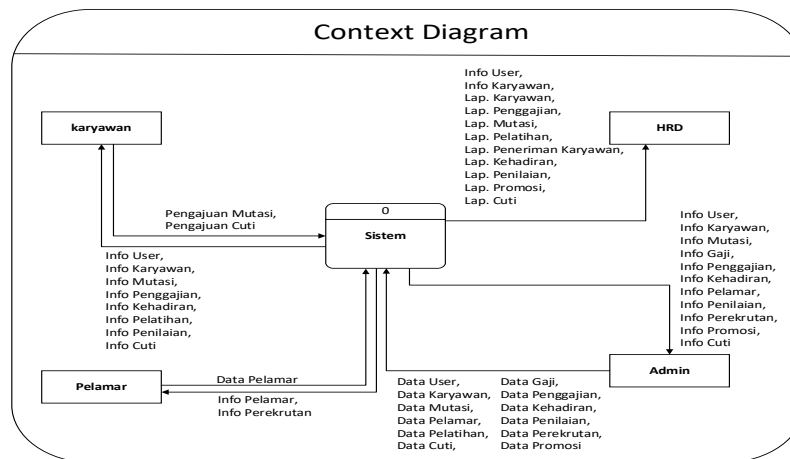 Context Diagram
karyawan
Info User,
Info Karyawan,
Lap. Karyawan,
Lap. Penggajian,
Lap. Mutasi,
Lap. Pelatihan,
Lap. Peneriman Karyawan,
Lap. Kehadiran,
Lap. Penilaian,
Lap. Promosi,
Lap. Cuti
HRD
Pengajuan Mutasi,
Pengajuan Cuti
0
Sistem
Info User,
Info Karyawan,
Info Mutasi,
Info Penggajian,
Info Kehadiran,
Info Pelatihan,
Info Penilaian,
Info Cuti
Info User,
Info Karyawan,
Info Mutasi,
Info Gaji,
Info Penggajian,
Info Kehadiran,
Info Pelamar,
Info Penilaian,
Info Perekrutan,
Info Promosi,
Info Cuti
Pelamar
Data Pelamar
Info Pelamar,
Info Perekrutan
Data User,
Data Karyawan,
Data Mutasi,
Data Pelamar,
Data Pelatihan,
Data Cuti,
Data Gaji,
Data Penggajian,
Data Kehadiran,
Data Penilaian,
Data Perekrutan,
Data Promosi
Admin